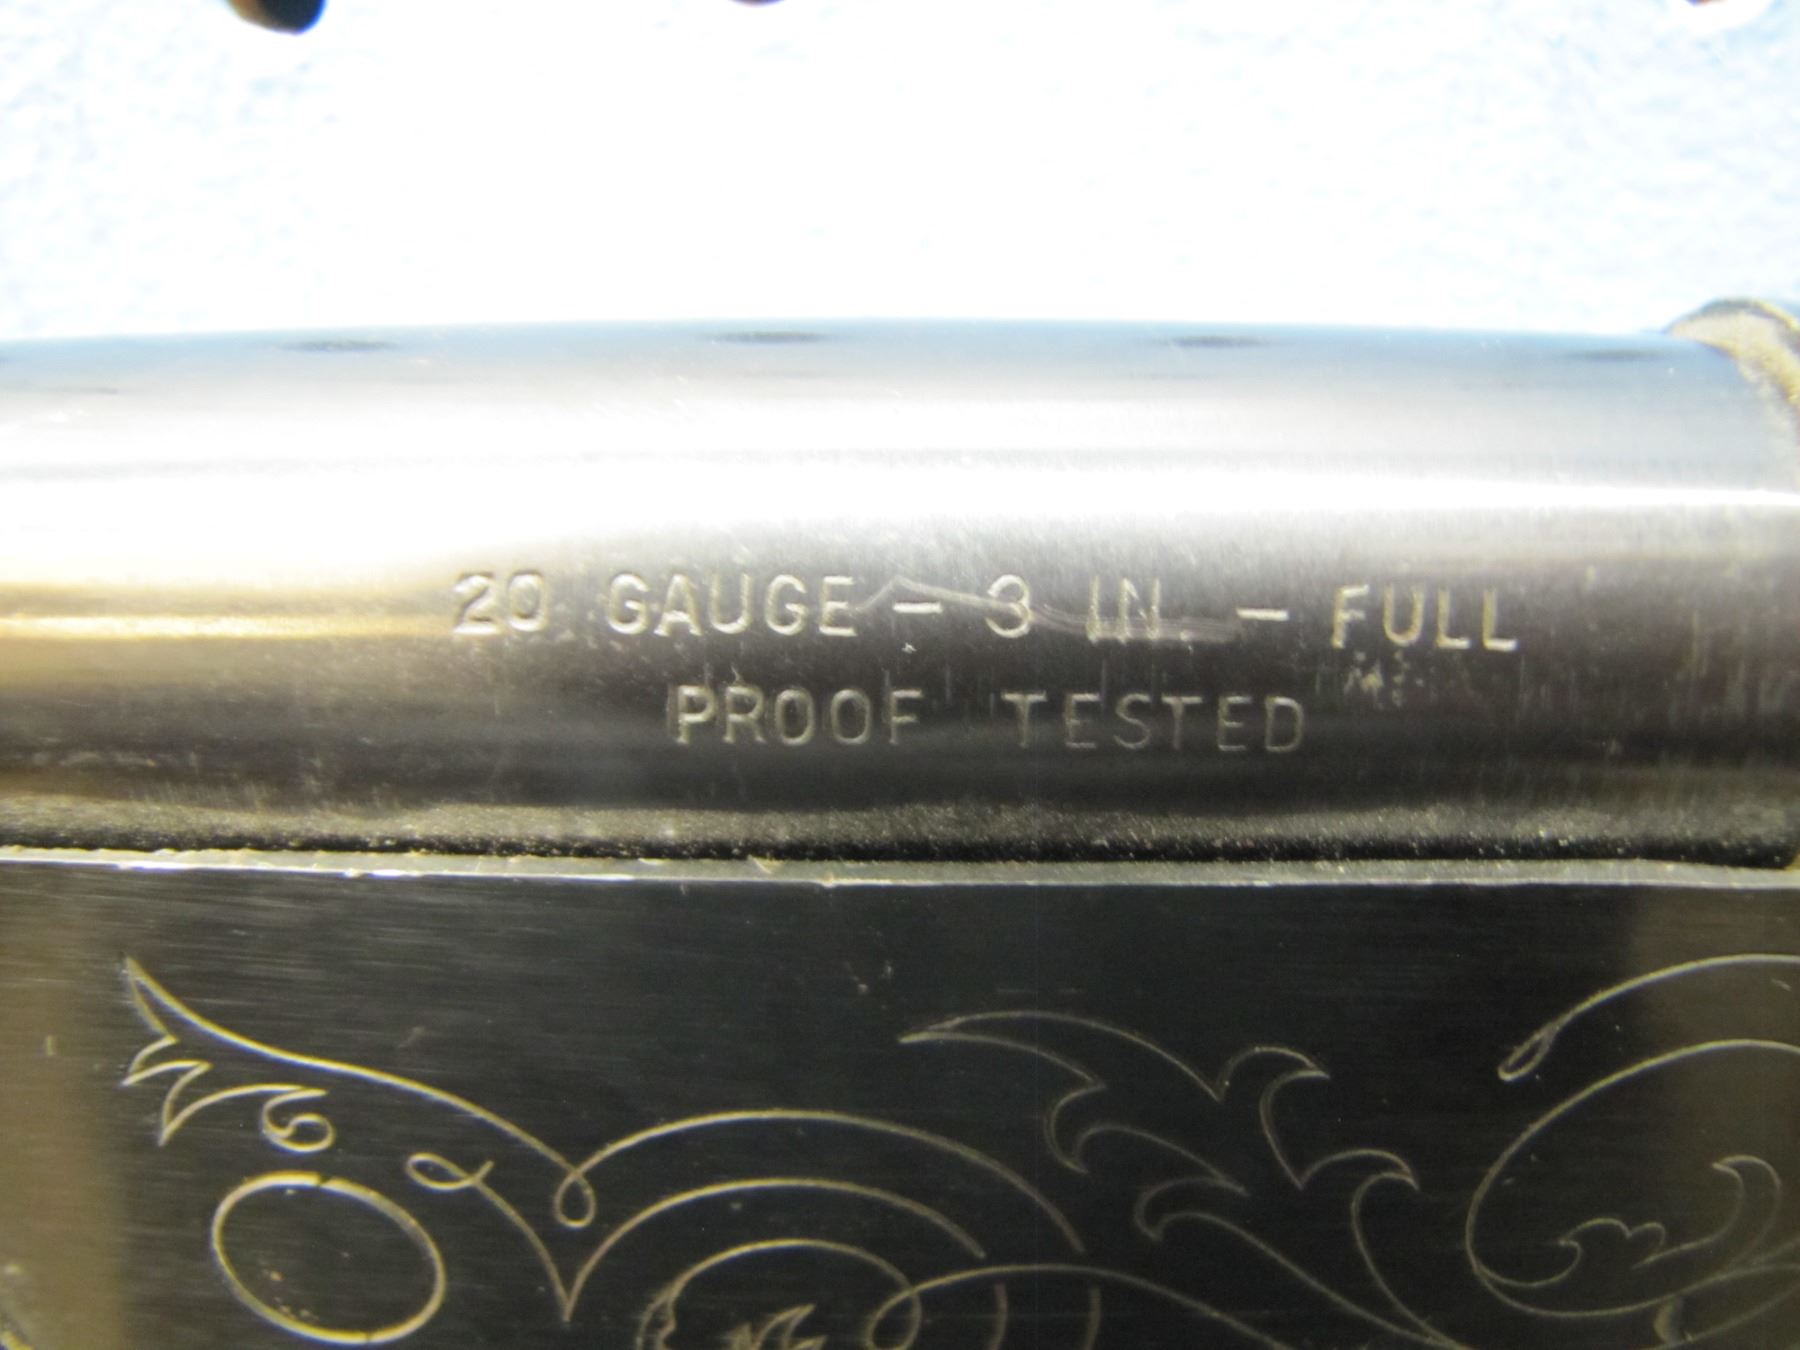 20 GAUGE - 3 IN. - FULL
PROOF TESTED